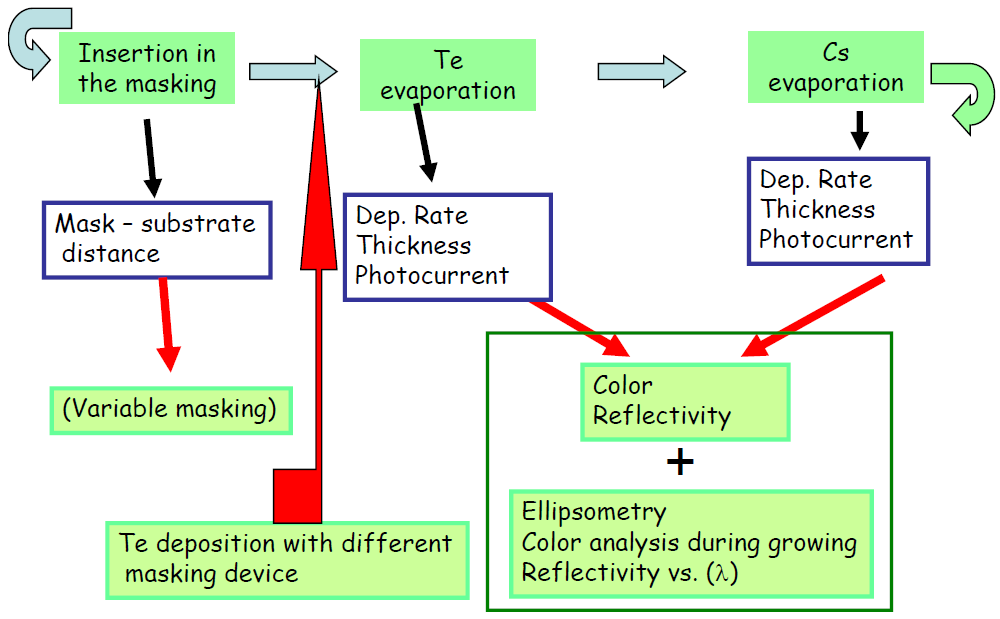 Insertion in
the masking
Te
evaporation
Cs
evaporation
Mask – substrate
distance
Dep. Rate
Thickness
Photocurrent
Dep. Rate
Thickness
Photocurrent
(Variable masking)
Color
Reflectivity
+
Ellipsometry
Color analysis during growing
Reflectivity vs. (λ)
Te deposition with different
masking device